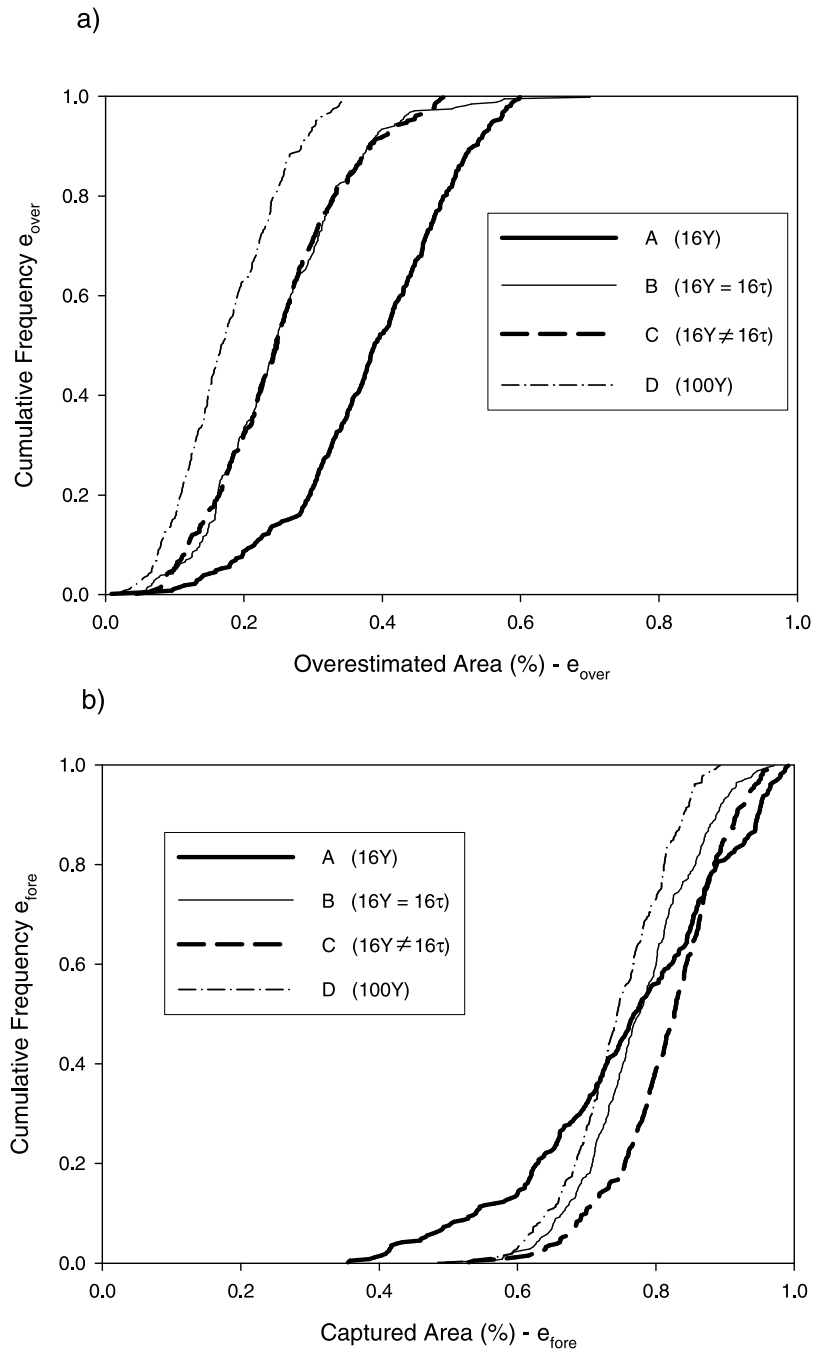 a)
Cumulative Frequency e_over
1.0
0.8
0.6
0.4
0.2
0.0
A (16Y)
B (16Y = 16τ)
C (16Y ≠ 16τ)
D (100Y)
0.0 0.2 0.4 0.6 0.8 1.0
Overestimated Area (%) - e_over
b)
Cumulative Frequency e_fore
1.0
0.8
0.6
0.4
0.2
0.0
A (16Y)
B (16Y = 16τ)
C (16Y ≠ 16τ)
D (100Y)
0.0 0.2 0.4 0.6 0.8 1.0
Captured Area (%) - e_fore